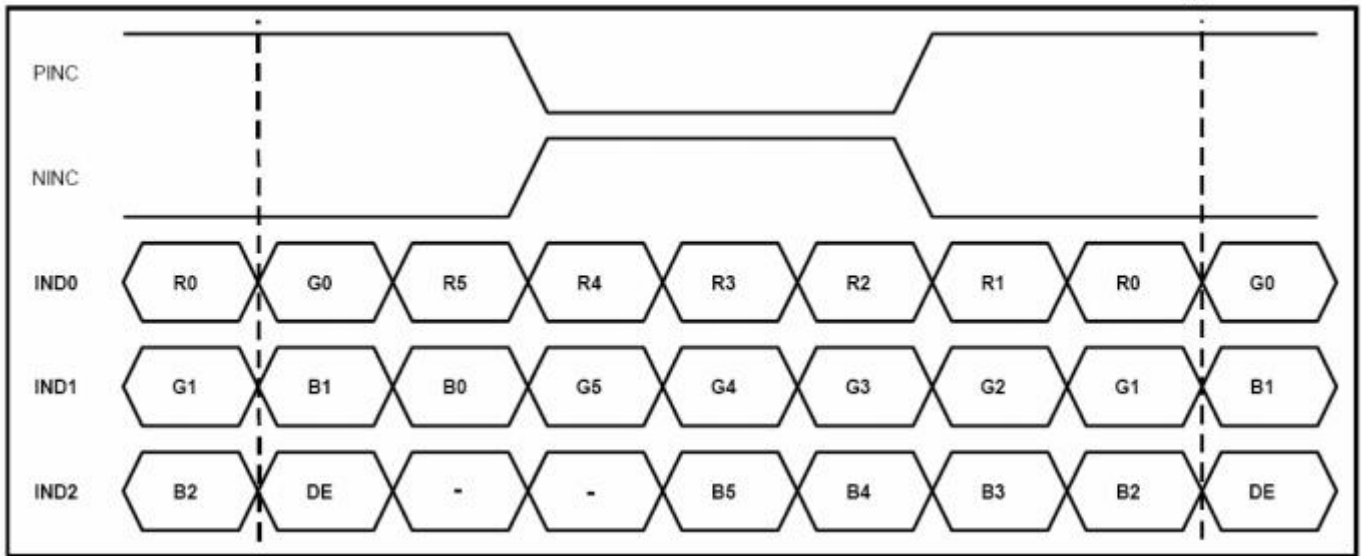 PINC
NINC
IND0 R0 G0 R5 R4 R3 R2 R1 R0 G0
IND1 G1 B1 B0 G5 G4 G3 G2 G1 B1
IND2 B2 DE - - B5 B4 B3 B2 DE